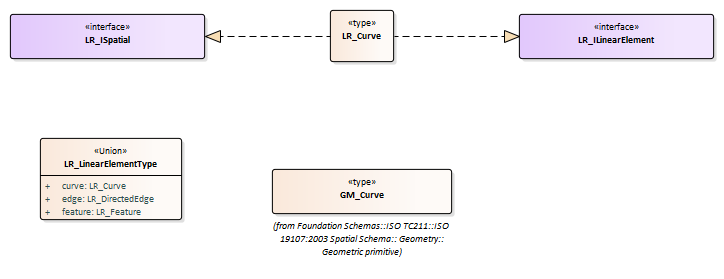 «interface»
LR_ISpatial
«type»
LR_Curve
«interface»
LR_ILinearElement
«Union»
LR_LinearElementType
+ curve: LR_Curve
+ edge: LR_DirectedEdge
+ feature: LR_Feature
«type»
GM_Curve
(from Foundation Schemas::ISO TC211::ISO
19107:2003 Spatial Schema:: Geometry::
Geometric primitive)